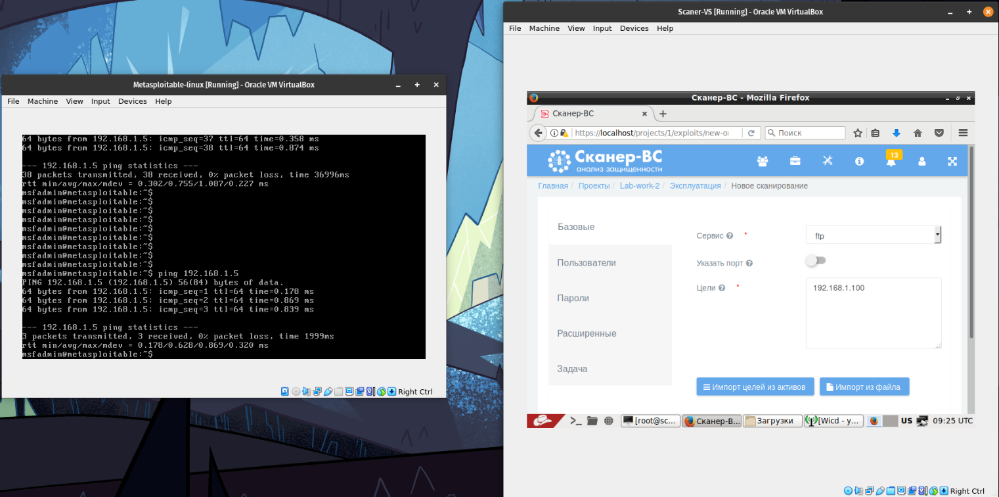 Metasploitable-linux [Running] - Oracle VM VirtualBox
File Machine View Input Devices Help
64 bytes from 192.168.1.5: icmp_seq=37 ttl=64 time=0.358 ms
64 bytes from 192.168.1.5: icmp_seq=38 ttl=64 time=0.874 ms
--- 192.168.1.5 ping statistics ---
38 packets transmitted, 38 received, 0% packet loss, time 36996ms
rtt min/avg/max/mdev = 0.302/0.755/1.087/0.227 ms
msfadmin@metasploitable:~$
msfadmin@metasploitable:~$
msfadmin@metasploitable:~$
msfadmin@metasploitable:~$
msfadmin@metasploitable:~$
msfadmin@metasploitable:~$
msfadmin@metasploitable:~$
msfadmin@metasploitable:~$
msfadmin@metasploitable:~$
msfadmin@metasploitable:~$ ping 192.168.1.5
PING 192.168.1.5 (192.168.1.5) 56(84) bytes of data.
64 bytes from 192.168.1.5: icmp_seq=1 ttl=64 time=0.178 ms
64 bytes from 192.168.1.5: icmp_seq=2 ttl=64 time=0.869 ms
64 bytes from 192.168.1.5: icmp_seq=3 ttl=64 time=0.839 ms
--- 192.168.1.5 ping statistics ---
3 packets transmitted, 3 received, 0% packet loss, time 1999ms
rtt min/avg/max/mdev = 0.178/0.628/0.869/0.320 ms
msfadmin@metasploitable:~$
Right Ctrl
Scaner-VS [Running] - Oracle VM VirtualBox
File Machine View Input Devices Help
Сканер-ВС - Mozilla Firefox
Сканер-ВС
https://localhost/projects/1/exploits/new-o
Поиск
Сканер-ВС
анализ защищенности
13
Главная / Проекты / Lab-work-2 / Эксплуатация / Новое сканирование
Базовые
Пользователи
Пароли
Расширенные
Задача
Сервис * ftp
Указать порт
Цели * 192.168.1.100
Импорт целей из активов
Импорт из файла
[root@sc...
Сканер-В...
Загрузки
[Wicd - y...
US
09:25 UTC
Right Ctrl